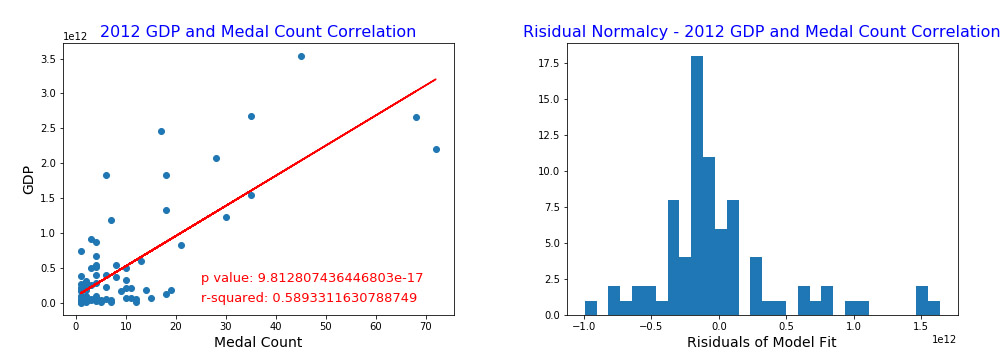 2012 GDP and Medal Count Correlation
1e12
3.5
3.0
2.5
2.0
1.5
1.0
0.5
0.0
GDP
p value: 9.812807436446803e-17
r-squared: 0.5893311630788749
0 10 20 30 40 50 60 70
Medal Count
Risidual Normalcy - 2012 GDP and Medal Count Correlation
17.5
15.0
12.5
10.0
7.5
5.0
2.5
0.0
−1.0 −0.5 0.0 0.5 1.0 1.5
1e12
Risiduals of Model Fit